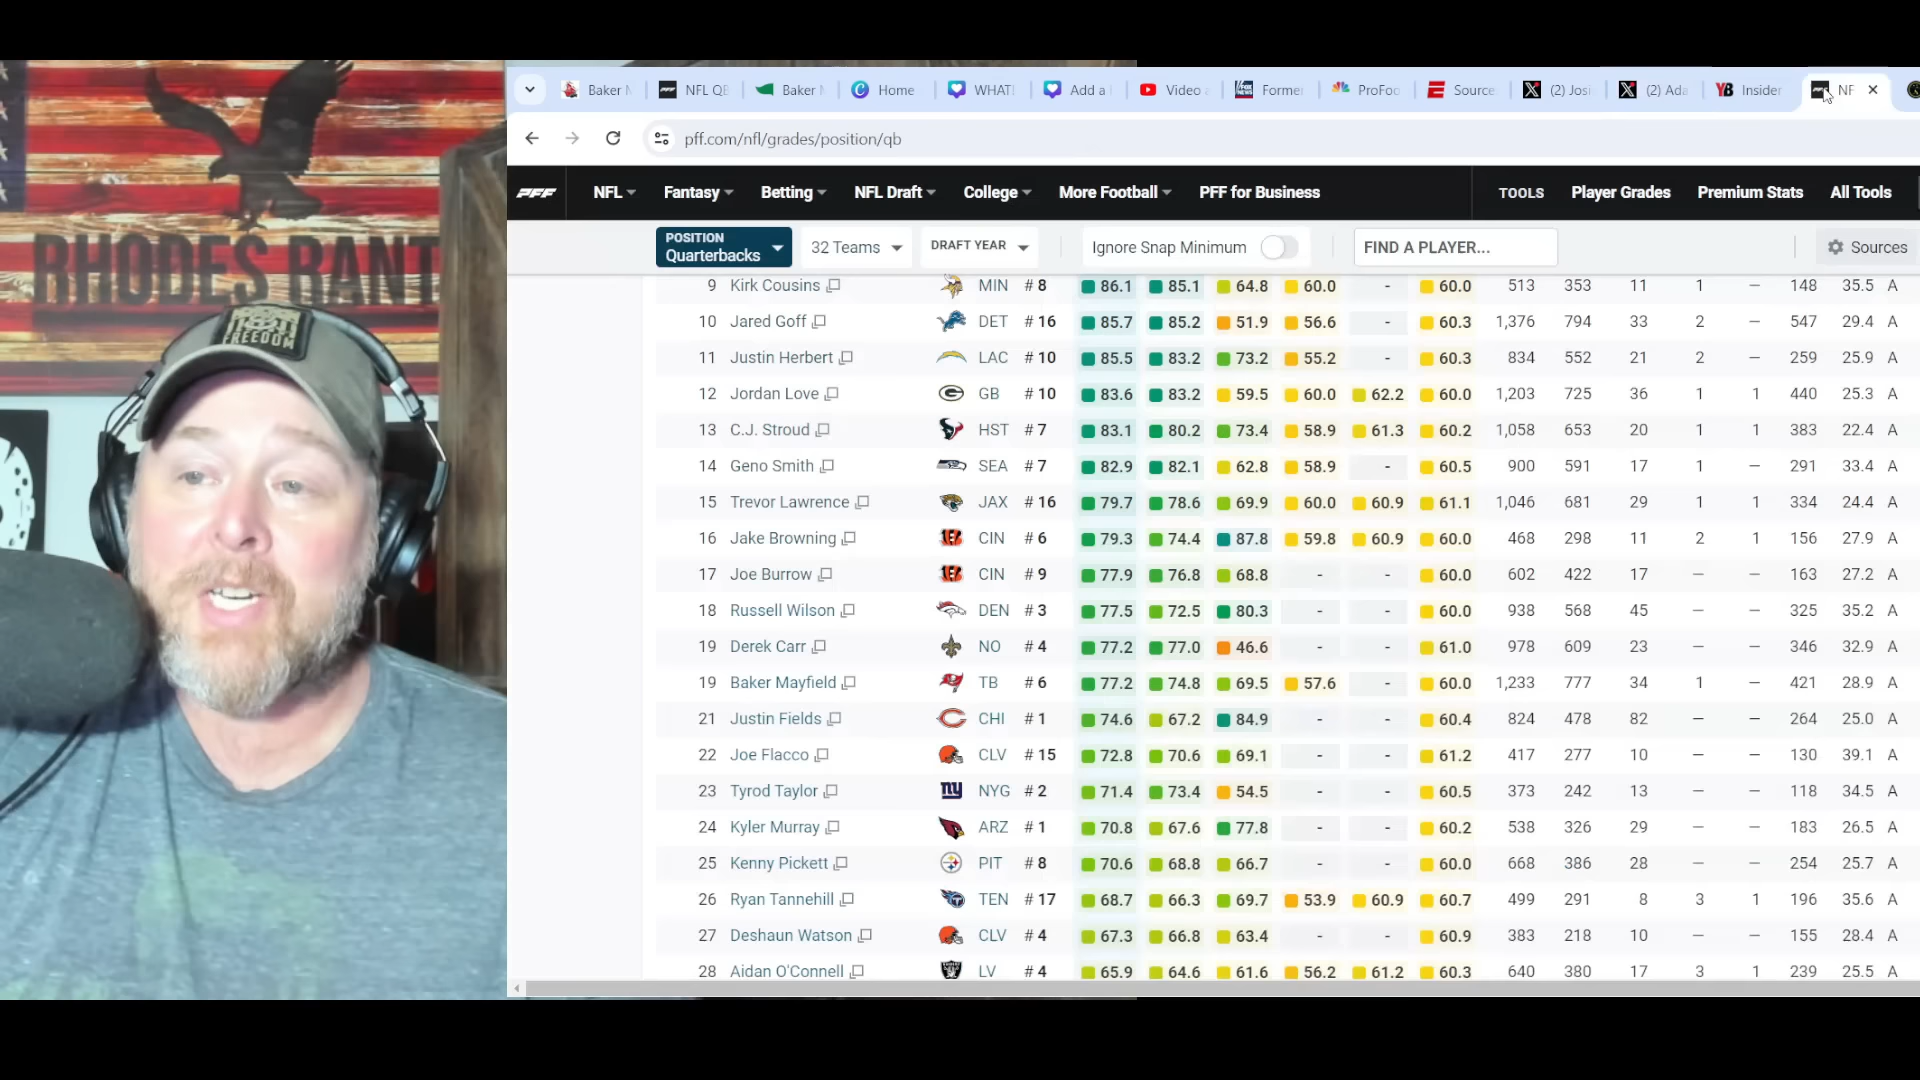 Baker M
NFL QB
Baker M
Home
WHAT!
Add a
Video
Former
ProFoo
Source
(2) Josi
(2) Ada
YB Insider
NF
pff.com/nfl/grades/position/qb
PFF NFL Fantasy Betting NFL Draft College More Football PFF for Business TOOLS Player Grades Premium Stats All Tools
POSITION
Quarterbacks
32 Teams
DRAFT YEAR
Ignore Snap Minimum
FIND A PLAYER...
Sources
9 Kirk Cousins MIN # 8 86.1 85.1 64.8 60.0 - 60.0 513 353 11 1 — 148 35.5 A
10 Jared Goff DET # 16 85.7 85.2 51.9 56.6 - 60.3 1,376 794 33 2 — 547 29.4 A
11 Justin Herbert LAC # 10 85.5 83.2 73.2 55.2 - 60.3 834 552 21 2 — 259 25.9 A
12 Jordan Love GB # 10 83.6 83.2 59.5 60.0 62.2 60.0 1,203 725 36 1 1 440 25.3 A
13 C.J. Stroud HST # 7 83.1 80.2 73.4 58.9 61.3 60.2 1,058 653 20 1 1 383 22.4 A
14 Geno Smith SEA # 7 82.9 82.1 62.8 58.9 - 60.5 900 591 17 1 — 291 33.4 A
15 Trevor Lawrence JAX # 16 79.7 78.6 69.9 60.0 60.9 61.1 1,046 681 29 1 1 334 24.4 A
16 Jake Browning CIN # 6 79.3 74.4 87.8 59.8 60.9 60.0 468 298 11 2 1 156 27.9 A
17 Joe Burrow CIN # 9 77.9 76.8 68.8 - - 60.0 602 422 17 — — 163 27.2 A
18 Russell Wilson DEN # 3 77.5 72.5 80.3 - - 60.0 938 568 45 — — 325 35.2 A
19 Derek Carr NO # 4 77.2 77.0 46.6 - - 61.0 978 609 23 — — 346 32.9 A
19 Baker Mayfield TB # 6 77.2 74.8 69.5 57.6 - 60.0 1,233 777 34 1 — 421 28.9 A
21 Justin Fields CHI # 1 74.6 67.2 84.9 - - 60.4 824 478 82 — — 264 25.0 A
22 Joe Flacco CLV # 15 72.8 70.6 69.1 - - 61.2 417 277 10 — — 130 39.1 A
23 Tyrod Taylor NYG # 2 71.4 73.4 54.5 - - 60.5 373 242 13 — — 118 34.5 A
24 Kyler Murray ARZ # 1 70.8 67.6 77.8 - - 60.2 538 326 29 — — 183 26.5 A
25 Kenny Pickett PIT # 8 70.6 68.8 66.7 - - 60.0 668 386 28 — — 254 25.7 A
26 Ryan Tannehill TEN # 17 68.7 66.3 69.7 53.9 60.9 60.7 499 291 8 3 1 196 35.6 A
27 Deshaun Watson CLV # 4 67.3 66.8 63.4 - - 60.9 383 218 10 — — 155 28.4 A
28 Aidan O'Connell LV # 4 65.9 64.6 61.6 56.2 61.2 60.3 640 380 17 3 1 239 25.5 A
RHODES RANT
FREEDOM